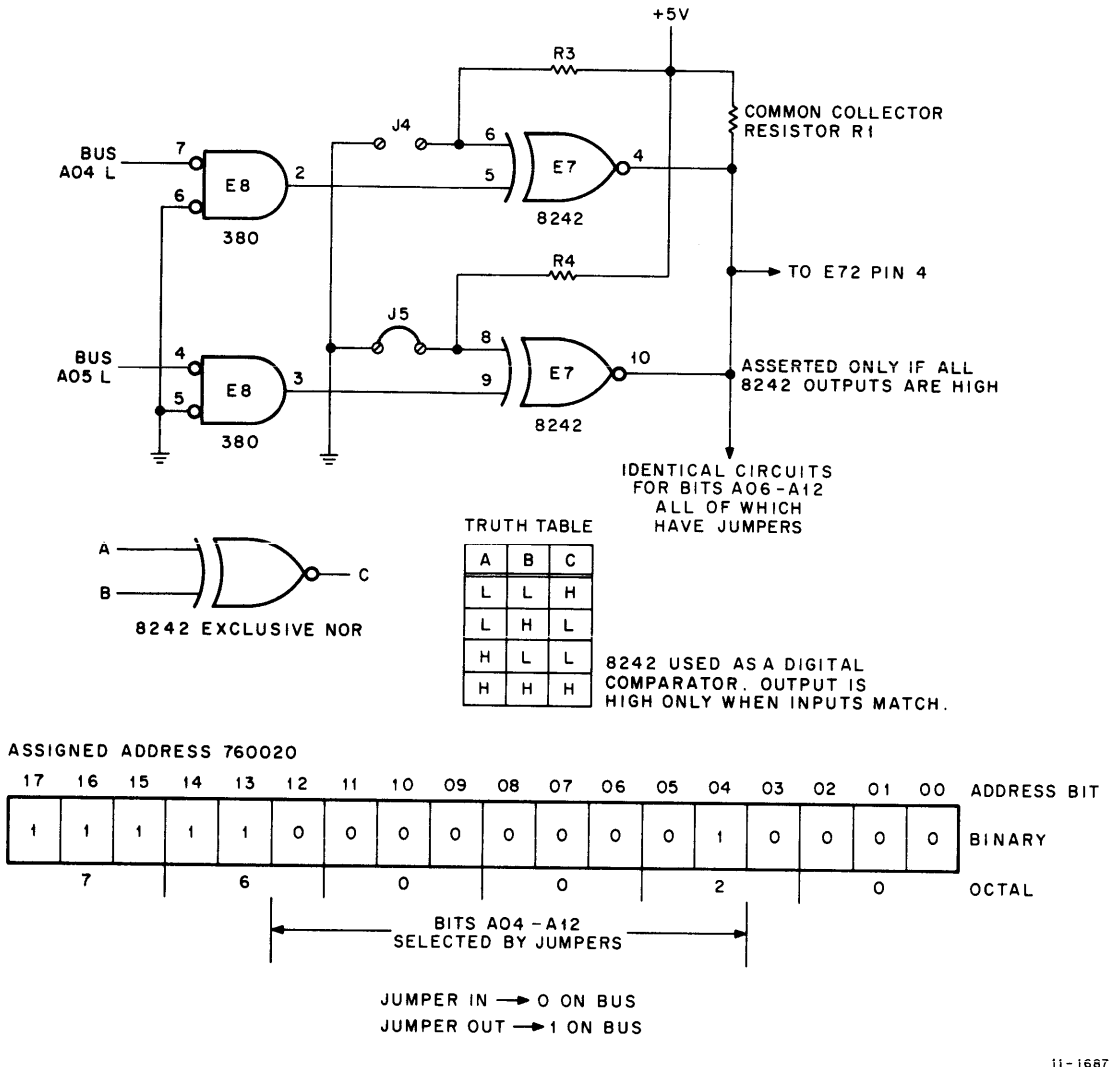 +5V
R3
COMMON COLLECTOR
RESISTOR R1
J4
BUS
A04 L
7
6
E8
2
380
6
5
E7
4
8242
R4
TO E72 PIN 4
J5
BUS
A05 L
4
5
E8
3
380
8
9
E7
10
8242
ASSERTED ONLY IF ALL
8242 OUTPUTS ARE HIGH
IDENTICAL CIRCUITS
FOR BITS A06-A12
ALL OF WHICH
HAVE JUMPERS
A
B
C
8242 EXCLUSIVE NOR
TRUTH TABLE
A B C
L L H
L H L
H L L
H H H
8242 USED AS A DIGITAL
COMPARATOR. OUTPUT IS
HIGH ONLY WHEN INPUTS MATCH.
ASSIGNED ADDRESS 760020
17 16 15 14 13 12 11 10 09 08 07 06 05 04 03 02 01 00 ADDRESS BIT
1 1 1 1 1 0 0 0 0 0 0 0 0 1 0 0 0 0 BINARY
7 6 0 0 2 0 OCTAL
BITS A04-A12
SELECTED BY JUMPERS
JUMPER IN → 0 ON BUS
JUMPER OUT → 1 ON BUS
11-1687